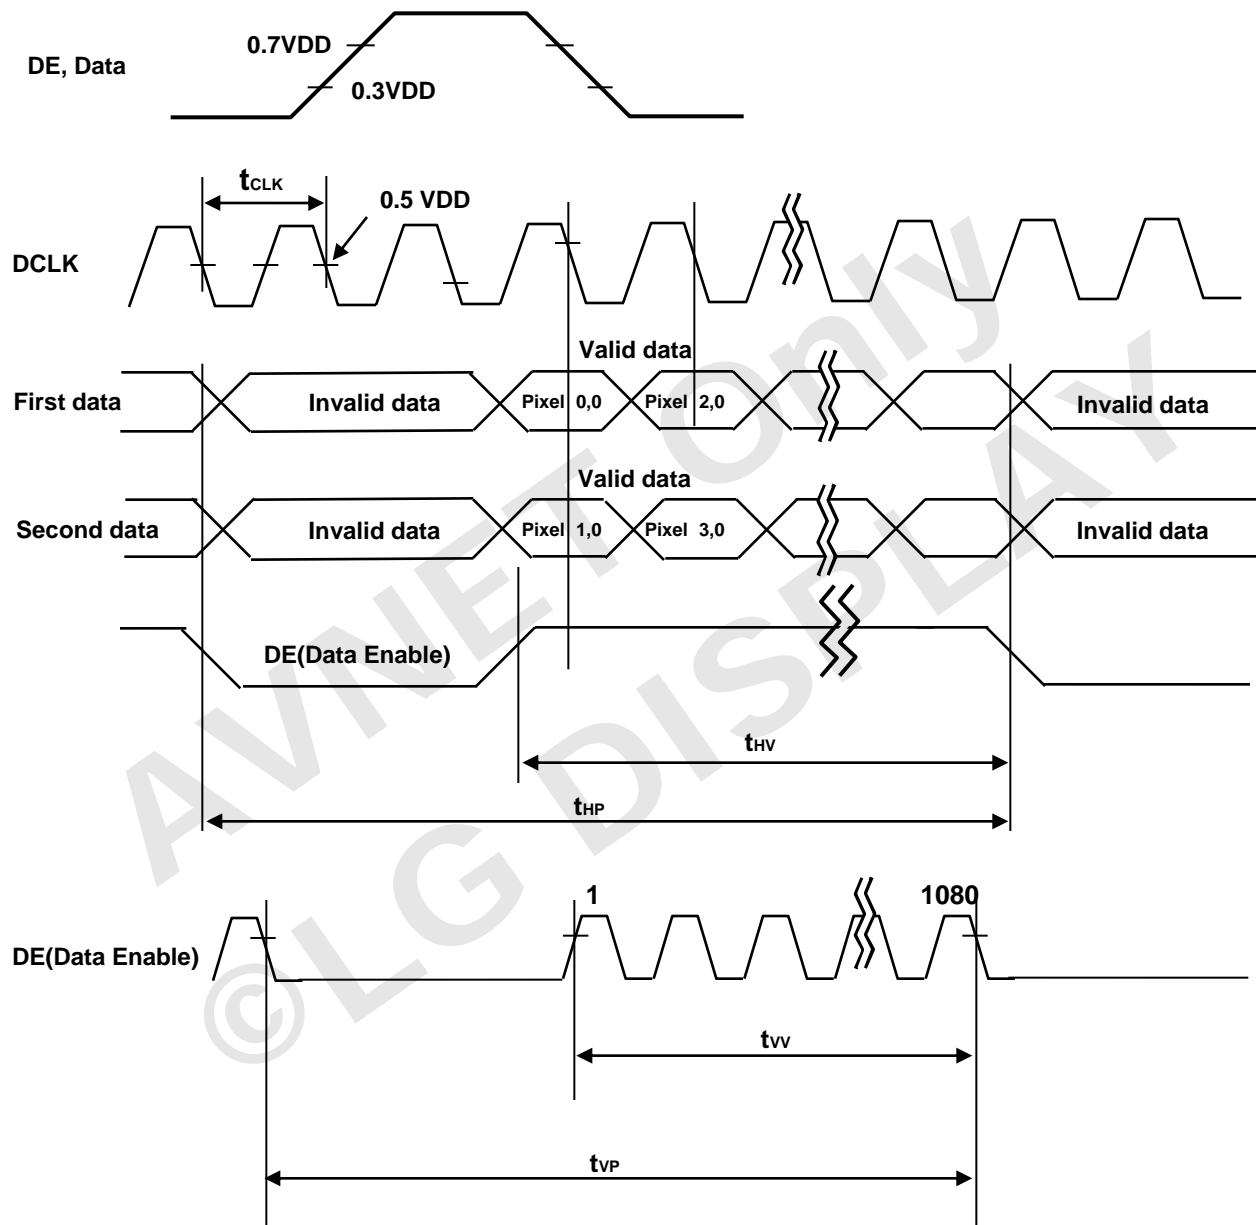 0.7VDD
DE, Data
0.3VDD
tCLK
0.5 VDD
DCLK
Valid data
First data
Invalid data
Pixel 0,0
Pixel 2,0
Invalid data
Valid data
Second data
Invalid data
Pixel 1,0
Pixel 3,0
Invalid data
DE(Data Enable)
tHV
tHP
1
1080
DE(Data Enable)
tVV
tVP
AVNET Only
© LG DISPLAY